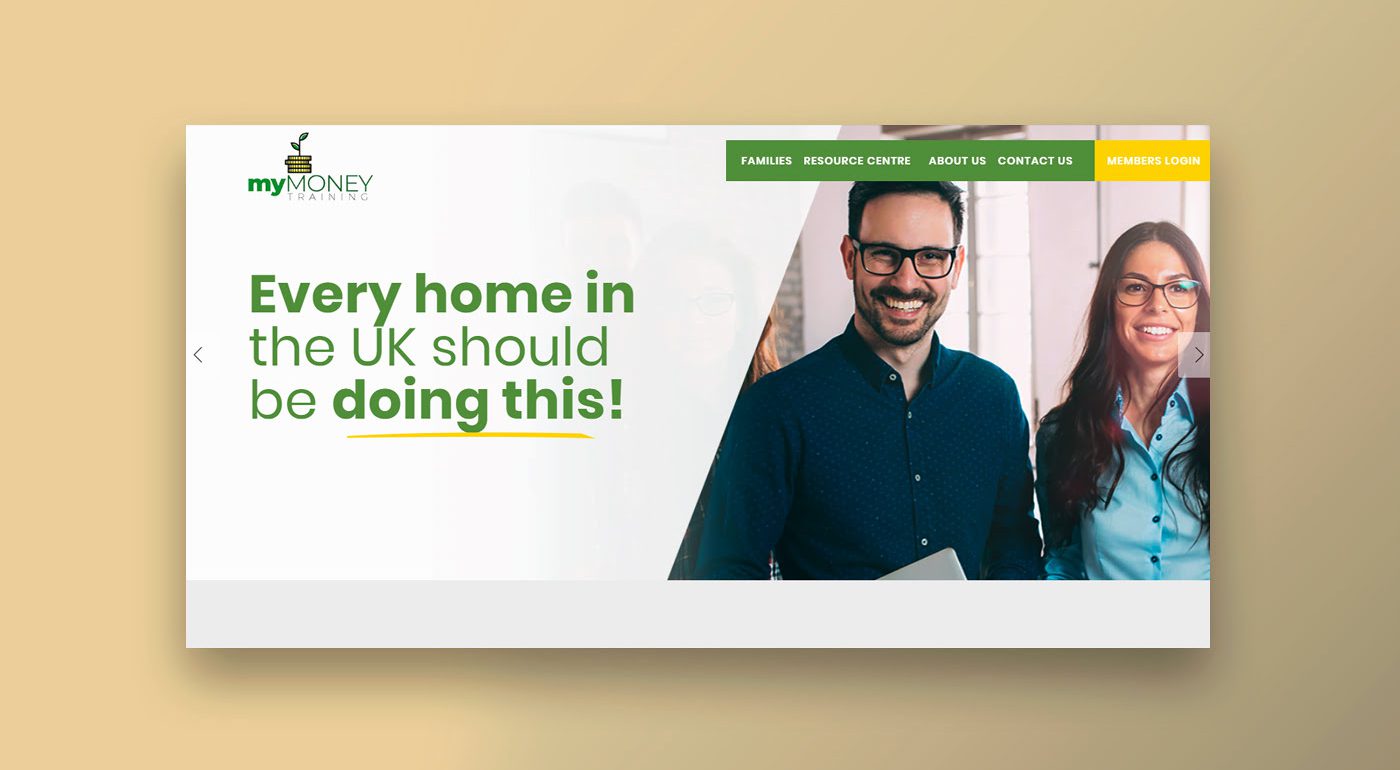 myMONEY
TRAINING
FAMILIES RESOURCE CENTRE ABOUT US CONTACT US MEMBERS LOGIN
Every home in
the UK should
be doing this!